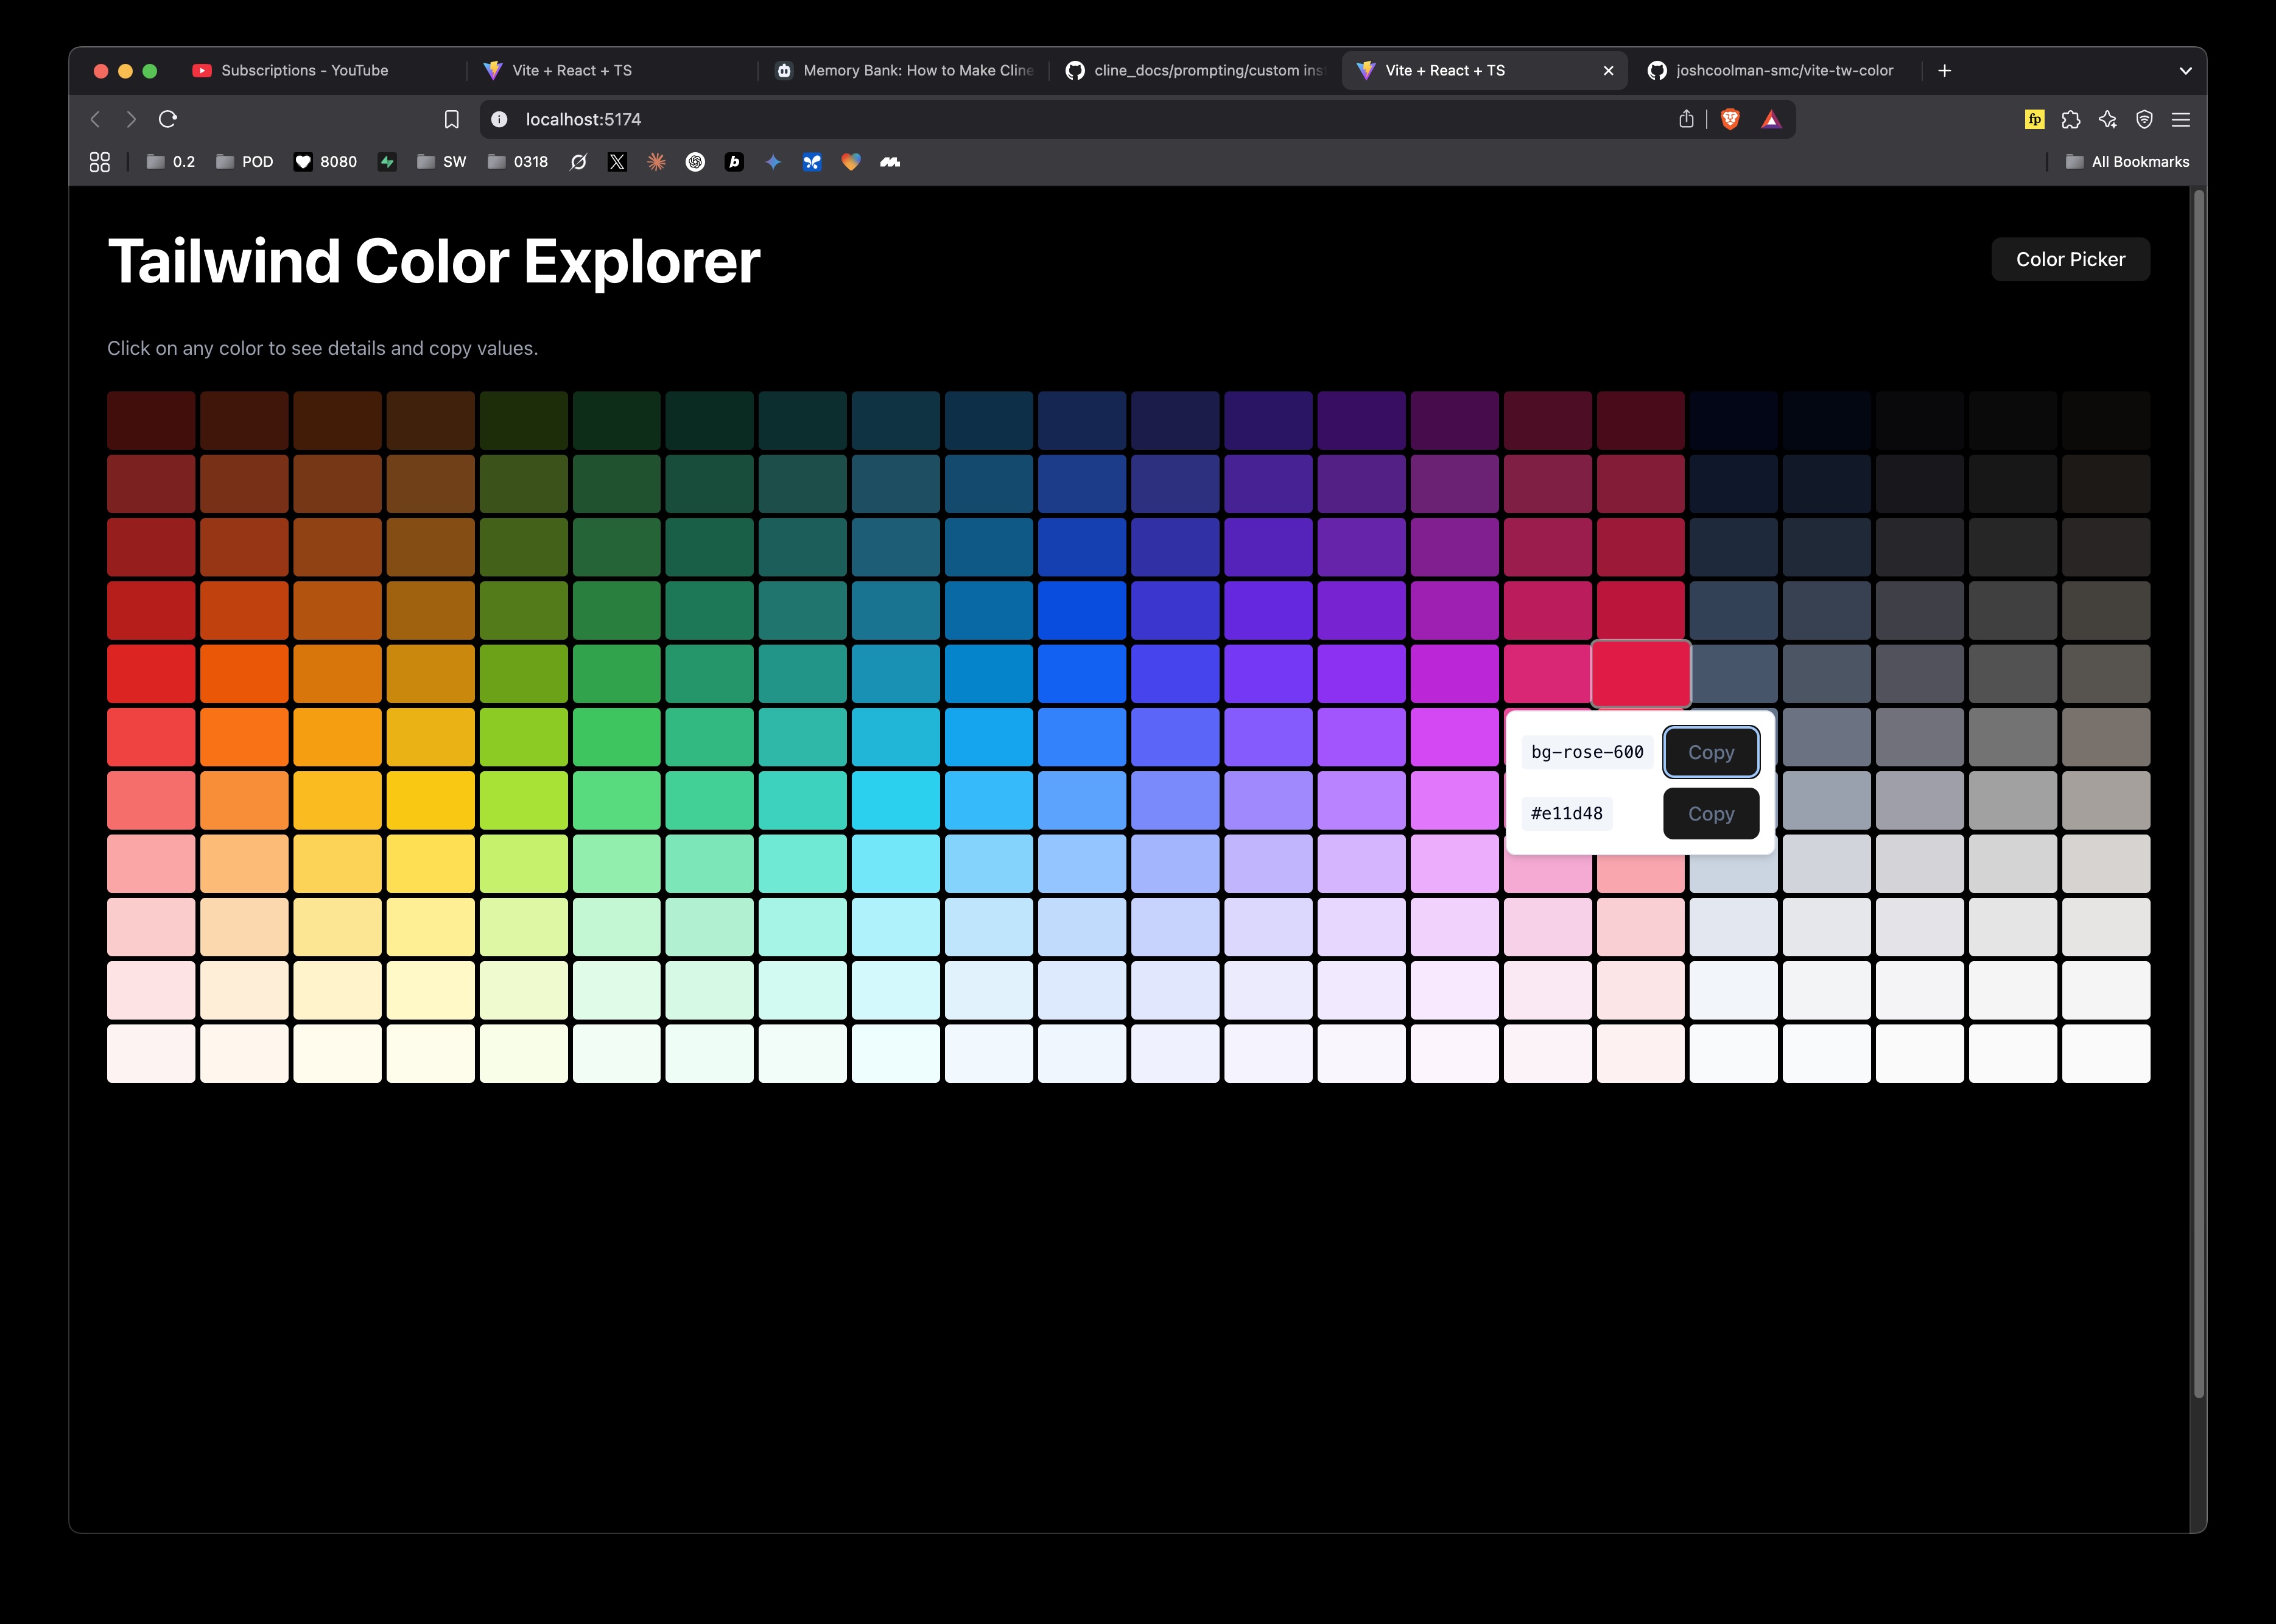 Subscriptions - YouTube
Vite + React + TS
Memory Bank: How to Make Cline
cline_docs/prompting/custom ins
Vite + React + TS
joshcoolman-smc/vite-tw-color
localhost:5174
fp
0.2
POD
8080
SW
0318
All Bookmarks
Tailwind Color Explorer
Color Picker
Click on any color to see details and copy values.
bg-rose-600
Copy
#e11d48
Copy